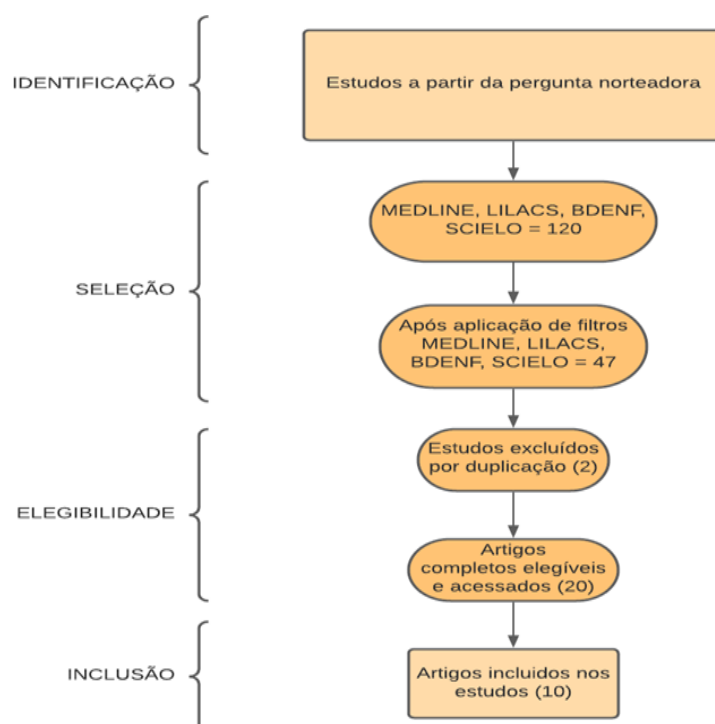 IDENTIFICAÇÃO
Estudos a partir da pergunta norteadora
SELEÇÃO
MEDLINE, LILACS, BDENF,
SCIELO = 120
Após aplicação de filtros
MEDLINE, LILACS,
BDENF, SCIELO = 47
ELEGIBILIDADE
Estudos excluídos
por duplicação (2)
Artigos
completos elegíveis
e acessados (20)
INCLUSÃO
Artigos incluidos nos
estudos (10)